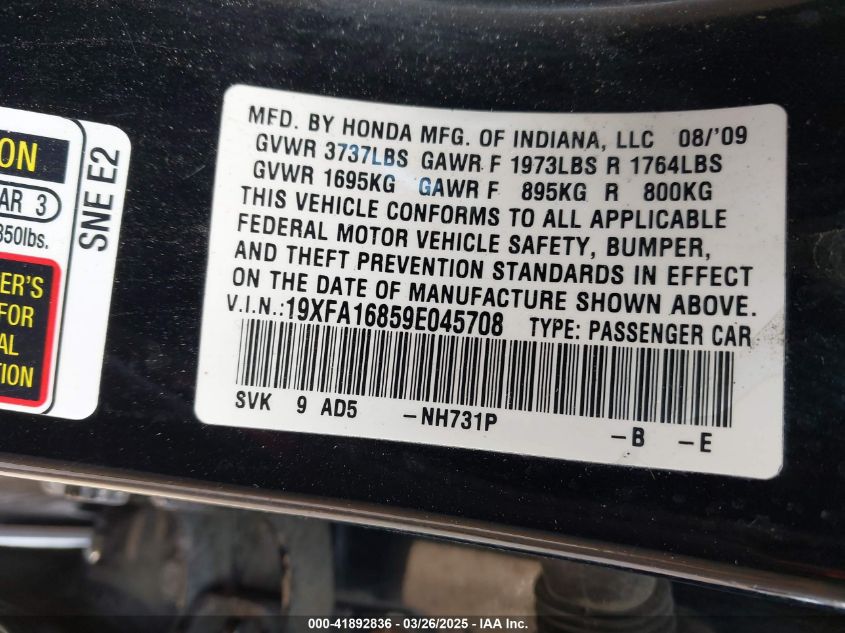 ON
AR 3
850lbs.
SNE E2
ER'S
FOR
AL
TION
MFD. BY HONDA MFG. OF INDIANA, LLC 08/'09
GVWR 3737LBS GAWR F 1973LBS R 1764LBS
GVWR 1695KG GAWR F 895KG R 800KG
THIS VEHICLE CONFORMS TO ALL APPLICABLE
FEDERAL MOTOR VEHICLE SAFETY, BUMPER,
AND THEFT PREVENTION STANDARDS IN EFFECT
ON THE DATE OF MANUFACTURE SHOWN ABOVE.
V.I.N.:19XFA16859E045708 TYPE: PASSENGER CAR
SVK 9 AD5 -NH731P -B -E
000-41892836 - 03/26/2025 - IAA Inc.